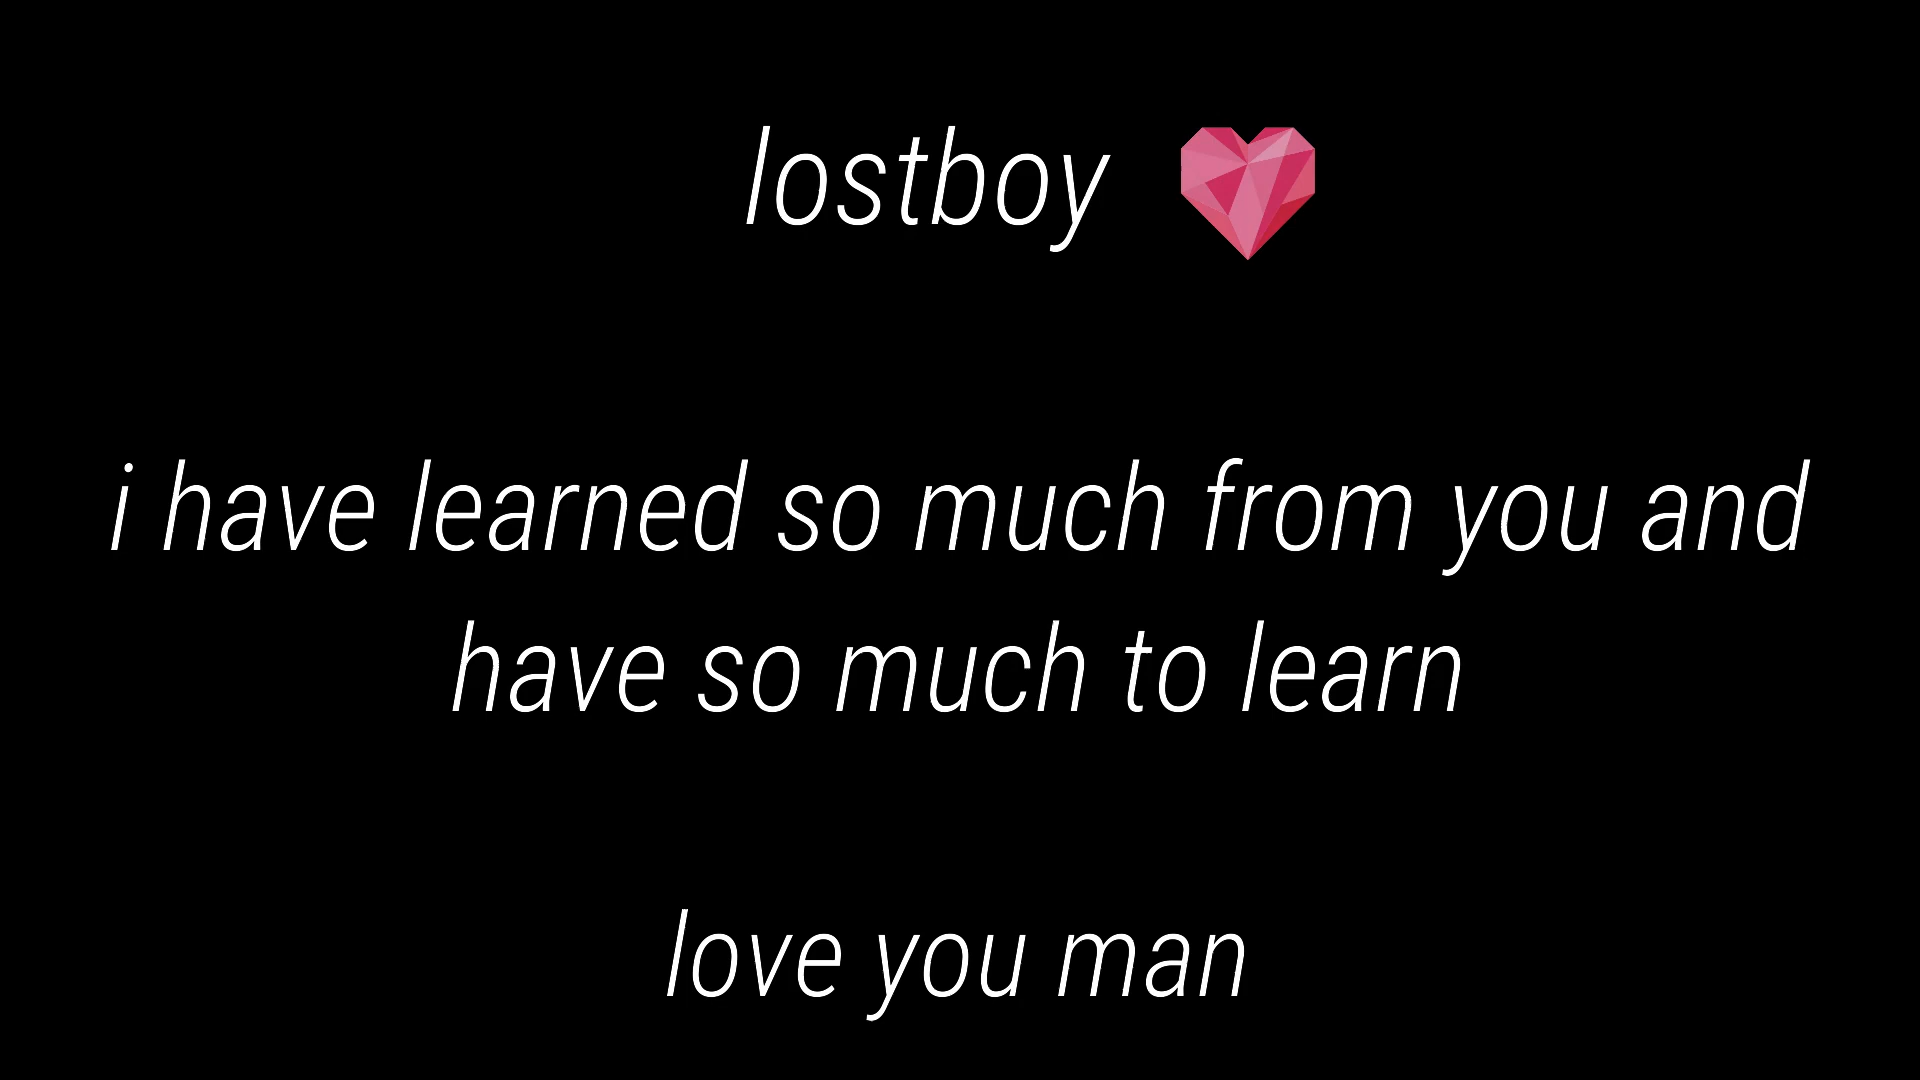 lostboy
i have learned so much from you and
have so much to learn
love you man